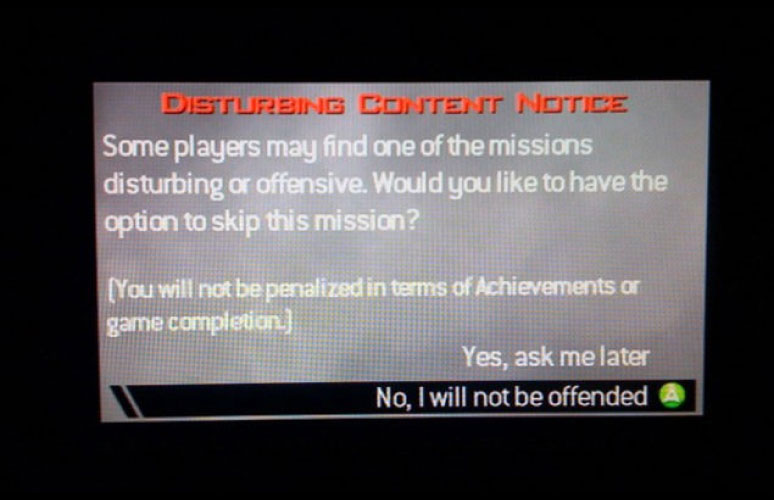 Disturbing Content Notice
Some players may find one of the missions
disturbing or offensive. Would you like to have the
option to skip this mission?
(You will not be penalized in terms of Achievements or
game completion.)
Yes, ask me later
No, I will not be offended A